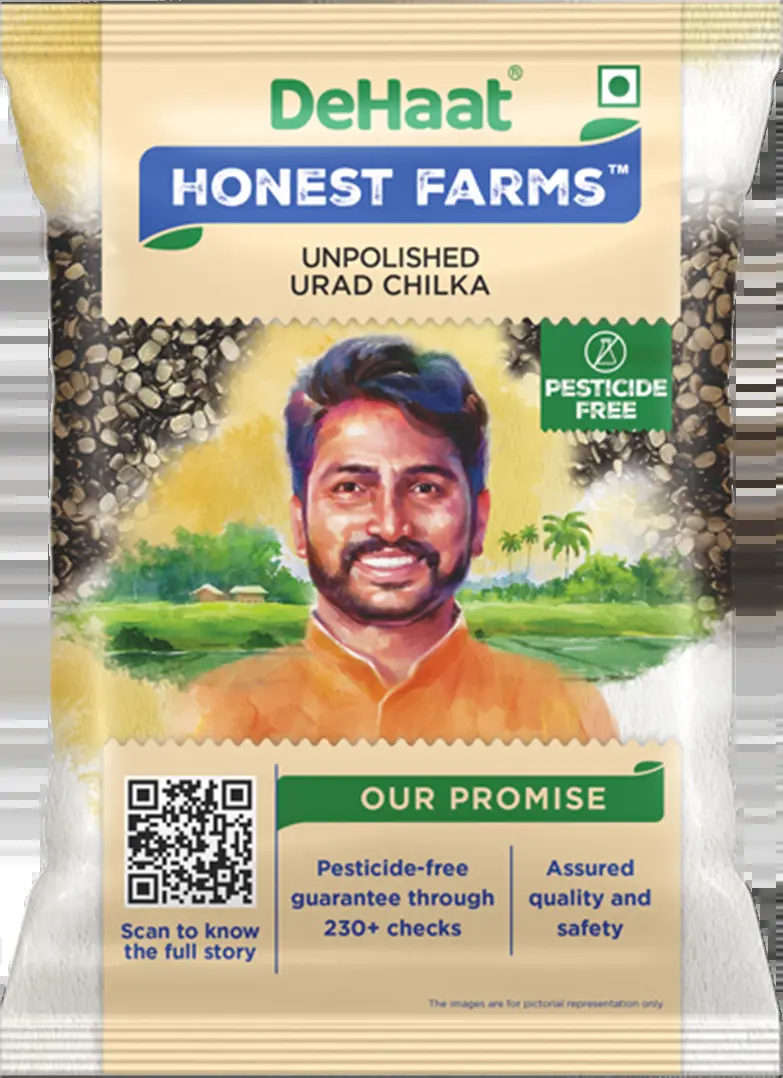 DeHaat®
HONEST FARMS™
UNPOLISHED
URAD CHILKA
PESTICIDE
FREE
OUR PROMISE
Pesticide-free
guarantee through
230+ checks
Assured
quality and
safety
Scan to know
the full story
The images are for pictorial representation only